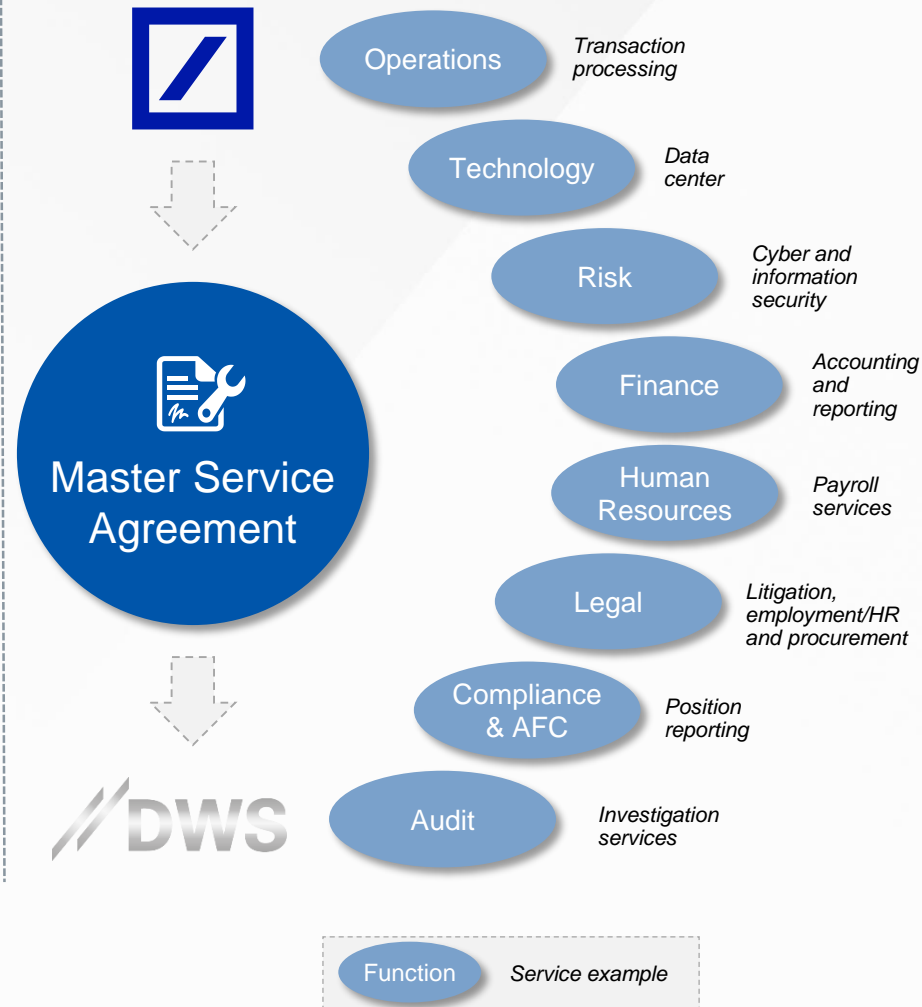 Operations
Transaction
processing
Technology
Data
center
Risk
Cyber and
information
security
Finance
Accounting
and
reporting
Master Service
Agreement
Human
Resources
Payroll
services
Legal
Litigation,
employment/HR
and procurement
Compliance
& AFC
Position
reporting
DWS
Audit
Investigation
services
Function
Service example